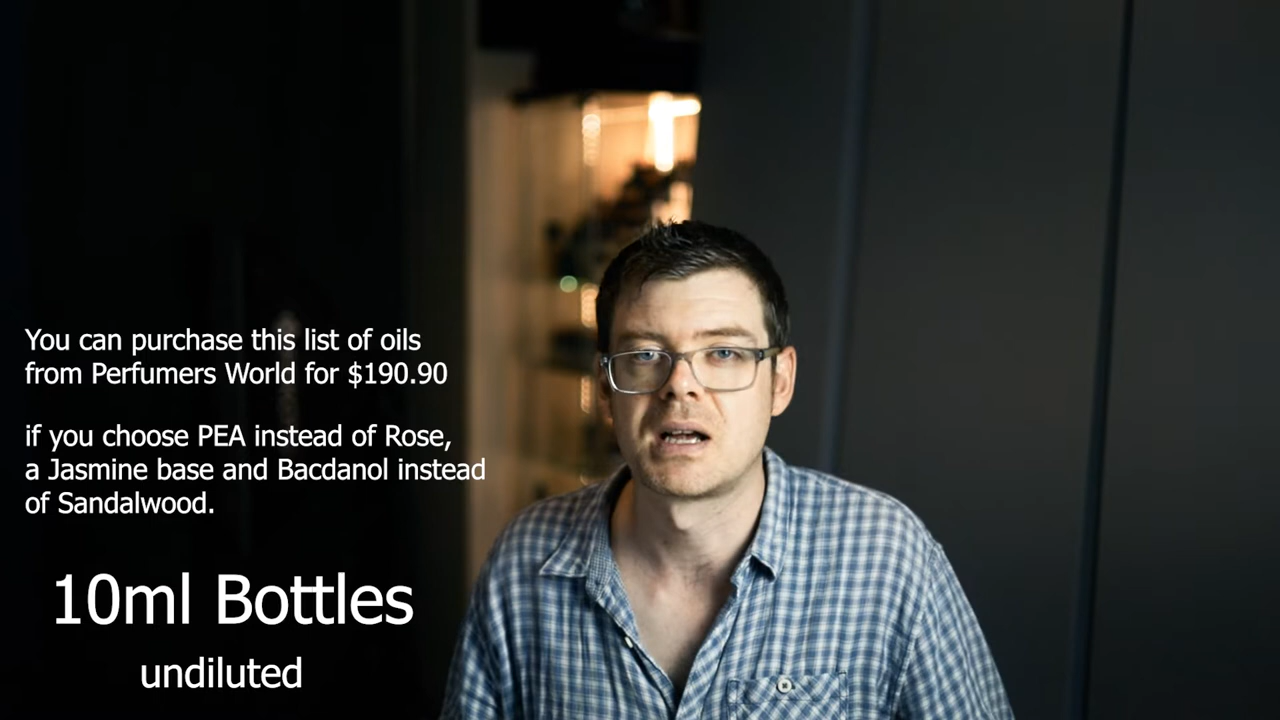 You can purchase this list of oils
from Perfumers World for $190.90
if you choose PEA instead of Rose,
a Jasmine base and Bacdanol instead
of Sandalwood.
10ml Bottles
undiluted